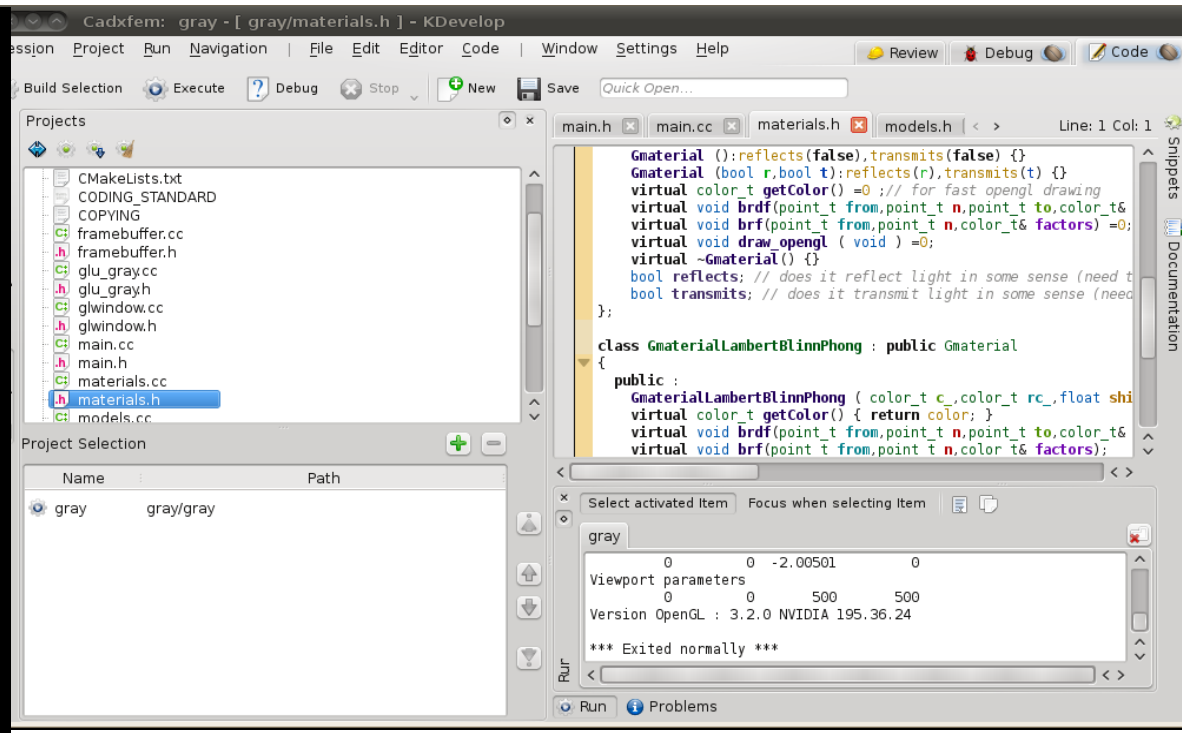 Cadxfem: gray - [ gray/materials.h ] - KDevelop
ession Project Run Navigation | File Edit Editor Code | Window Settings Help Review Debug Code
Build Selection Execute Debug Stop New Save Quick Open...
Projects
CMakeLists.txt
CODING_STANDARD
COPYING
framebuffer.cc
framebuffer.h
glu_gray.cc
glu_gray.h
glwindow.cc
glwindow.h
main.cc
main.h
materials.cc
materials.h
models.cc
Project Selection
Name Path
gray gray/gray
main.h main.cc materials.h models.h Line: 1 Col: 1
Gmaterial ():reflects(false),transmits(false) {}
Gmaterial (bool r,bool t):reflects(r),transmits(t) {}
virtual color_t getColor() =0 ;// for fast opengl drawing
virtual void brdf(point_t from,point_t n,point_t to,color_t&
virtual void brf(point_t from,point_t n,color_t& factors) =0;
virtual void draw_opengl ( void ) =0;
virtual ~Gmaterial() {}
bool reflects; // does it reflect light in some sense (need t
bool transmits; // does it transmit light in some sense (need
};
class GmaterialLambertBlinnPhong : public Gmaterial
{
public :
GmaterialLambertBlinnPhong ( color_t c_,color_t rc_,float shi
virtual color_t getColor() { return color; }
virtual void brdf(point_t from,point_t n,point_t to,color_t&
virtual void brf(point_t from,point_t n,color_t& factors);
Snippets
Documentation
Select activated Item Focus when selecting Item
gray
0 0 -2.00501 0
Viewport parameters
0 0 500 500
Version OpenGL : 3.2.0 NVIDIA 195.36.24
*** Exited normally ***
Run
Run Problems